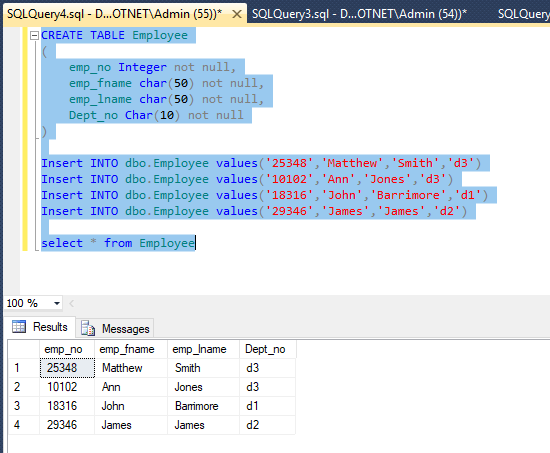 SQLQuery4.sql - D...OTNET\Admin (55))* SQLQuery3.sql - D...OTNET\Admin (54))* SQLQuery
CREATE TABLE Employee
(
emp_no Integer not null,
emp_fname char(50) not null,
emp_lname char(50) not null,
Dept_no Char(10) not null
)
Insert INTO dbo.Employee values('25348','Matthew','Smith','d3')
Insert INTO dbo.Employee values('10102','Ann','Jones','d3')
Insert INTO dbo.Employee values('18316','John','Barrimore','d1')
Insert INTO dbo.Employee values('29346','James','James','d2')
select * from Employee
100 %
Results Messages
emp_no emp_fname emp_lname Dept_no
1 25348 Matthew Smith d3
2 10102 Ann Jones d3
3 18316 John Barrimore d1
4 29346 James James d2